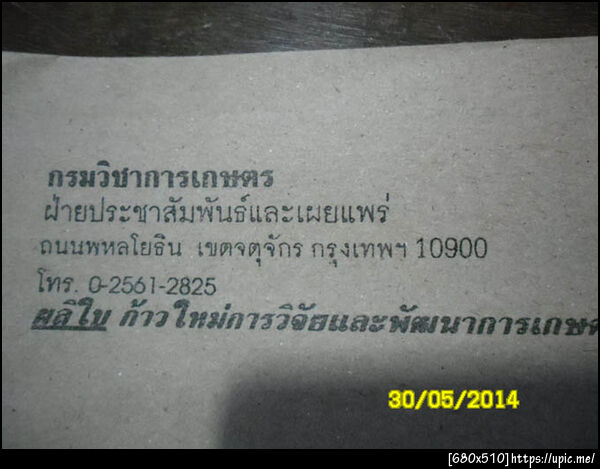 กรมวิชาการเกษตร
ฝ่ายประชาสัมพันธ์และเผยแพร่
ถนนพหลโยธิน เขตจตุจักร กรุงเทพฯ 10900
โทร. 0-2561-2825
ผลิใบ ก้าวใหม่การวิจัยและพัฒนาการเกษต
30/05/2014
[680x510]https://upic.me/